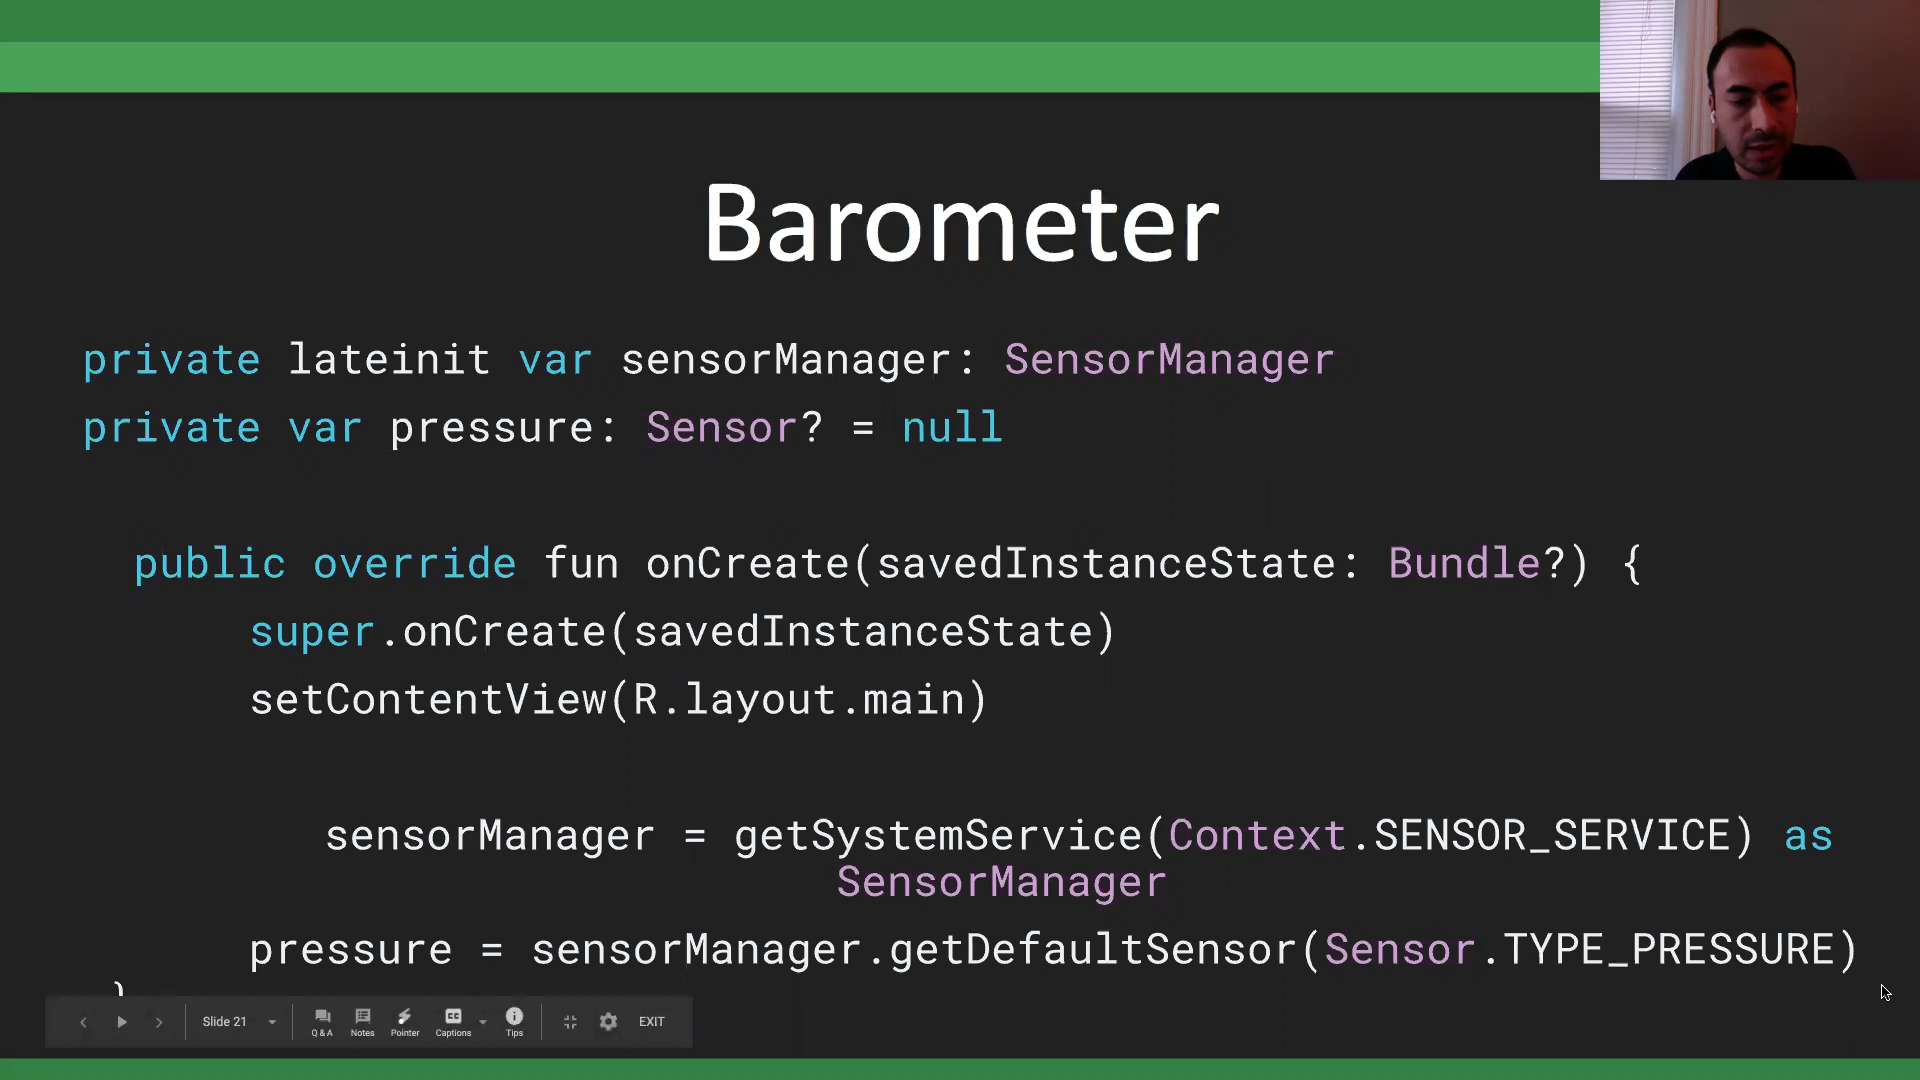 Barometer
private lateinit var sensorManager: SensorManager
private var pressure: Sensor? = null
public override fun onCreate(savedInstanceState: Bundle?) {
super.onCreate(savedInstanceState)
setContentView(R.layout.main)
sensorManager = getSystemService(Context.SENSOR_SERVICE) as
SensorManager
pressure = sensorManager.getDefaultSensor(Sensor.TYPE_PRESSURE)
}
Slide 21
Q & A
Notes
Pointer
Captions
Tips
EXIT